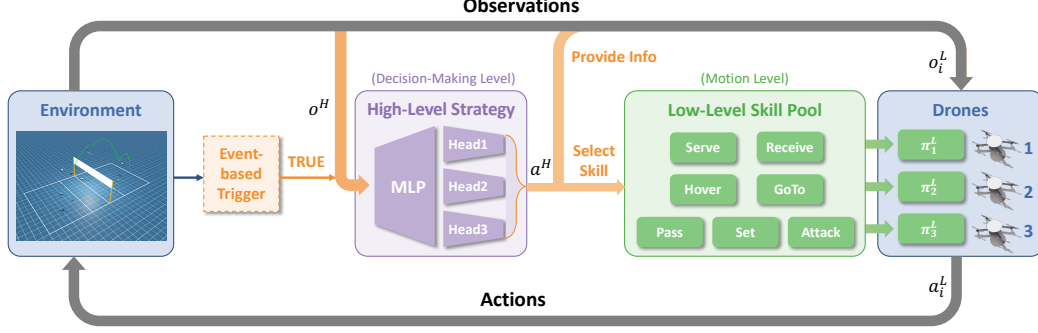 Observations
Provide Info
(Decision-Making Level)
(Motion Level)
o_i^L
Environment
o^H
High-Level Strategy
Low-Level Skill Pool
Drones
Event-
based
Trigger
TRUE
MLP
Head1
Head2
Head3
a^H
Select
Skill
Serve
Receive
Hover
GoTo
Pass
Set
Attack
π_1^L
1
π_2^L
2
π_3^L
3
a_i^L
Actions